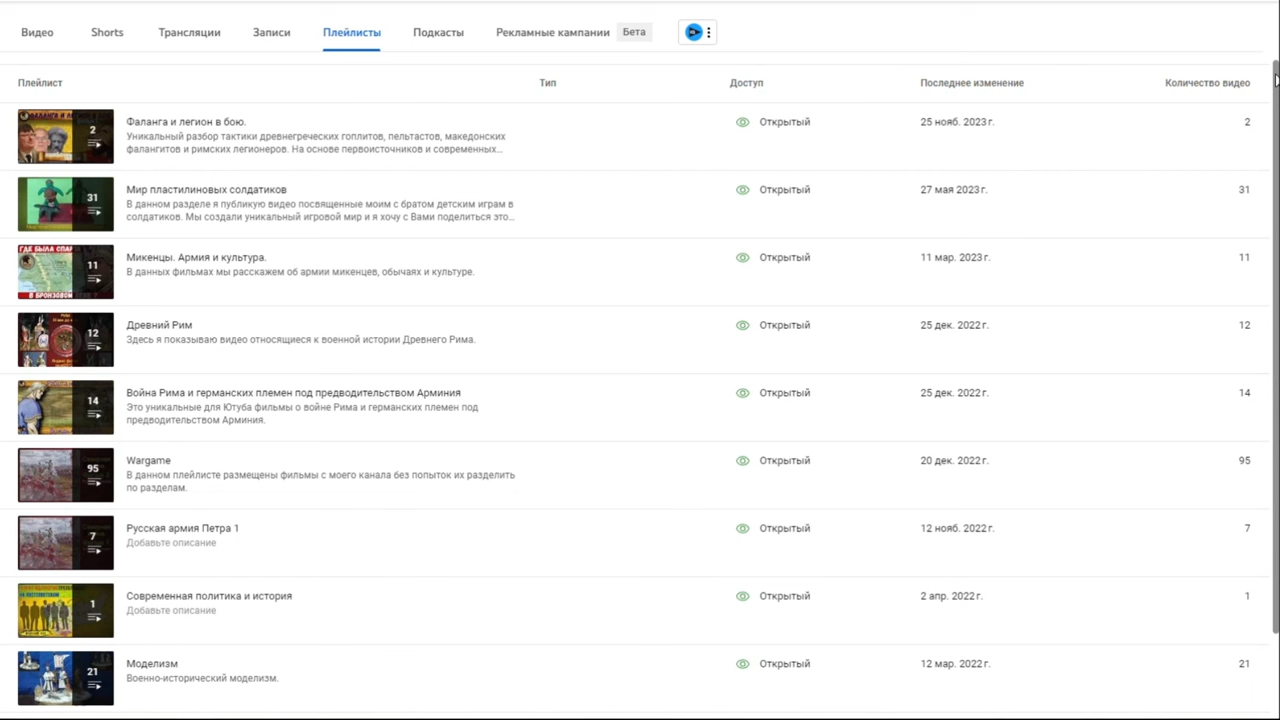 Видео Shorts Трансляции Записи Плейлисты Подкасты Рекламные кампании Бета
Плейлист Тип Доступ Последнее изменение Количество видео
2 Фаланга и легион в бою. Открытый 25 нояб. 2023 г. 2
Уникальный разбор тактики древнегреческих гоплитов, пельтастов, македонских
фалангитов и римских легионеров. На основе первоисточников и современных...
31 Мир пластилиновых солдатиков Открытый 27 мая 2023 г. 31
В данном разделе я публикую видео посвященные моим с братом детским играм в
солдатиков. Мы создали уникальный игровой мир и я хочу с Вами поделиться это...
ГДЕ БЫЛА
11 Микенцы. Армия и культура. Открытый 11 мар. 2023 г. 11
В данных фильмах мы расскажем об армии микенцев, обычаях и культуре.
В БРОНЗОВОМ
12 Древний Рим Открытый 25 дек. 2022 г. 12
Здесь я показываю видео относящиеся к военной истории Древнего Рима.
14 Война Рима и германских племен под предводительством Арминия Открытый 25 дек. 2022 г. 14
Это уникальные для Ютуба фильмы о войне Рима и германских племен под
предводительством Арминия.
95 Wargame Открытый 20 дек. 2022 г. 95
В данном плейлисте размещены фильмы с моего канала без попыток их разделить
по разделам.
7 Русская армия Петра 1 Открытый 12 нояб. 2022 г. 7
Добавьте описание
1 Современная политика и история Открытый 2 апр. 2022 г. 1
Добавьте описание
21 Моделизм Открытый 12 мар. 2022 г. 21
Военно-исторический моделизм.